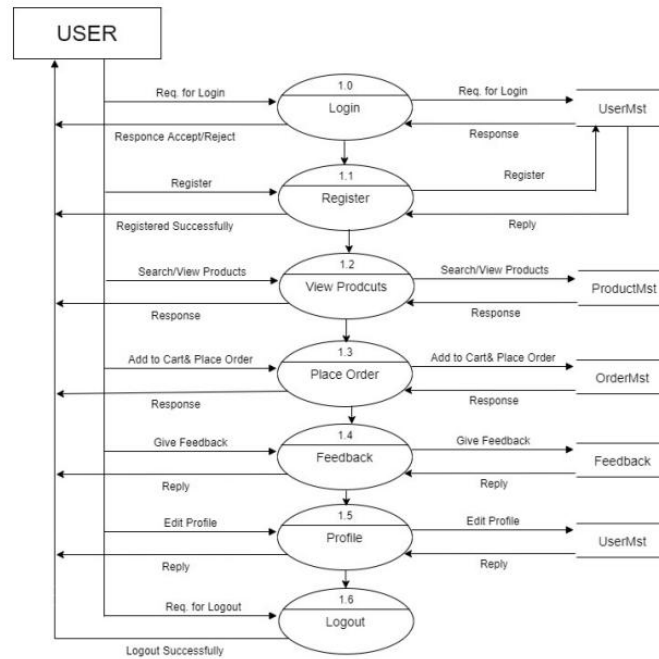 USER
1.0
Req. for Login
Req. for Login
Login
UserMst
Responce Accept/Reject
Response
1.1
Register
Register
Register
Registered Successfully
Reply
1.2
Search/View Products
Search/View Products
View Prodcuts
ProductMst
Response
Response
1.3
Add to Cart& Place Order
Add to Cart& Place Order
Place Order
OrderMst
Response
Response
1.4
Give Feedback
Give Feedback
Feedback
Feedback
Reply
Reply
1.5
Edit Profile
Edit Profile
Profile
UserMst
Reply
Reply
1.6
Req. for Logout
Logout
Logout Successfully